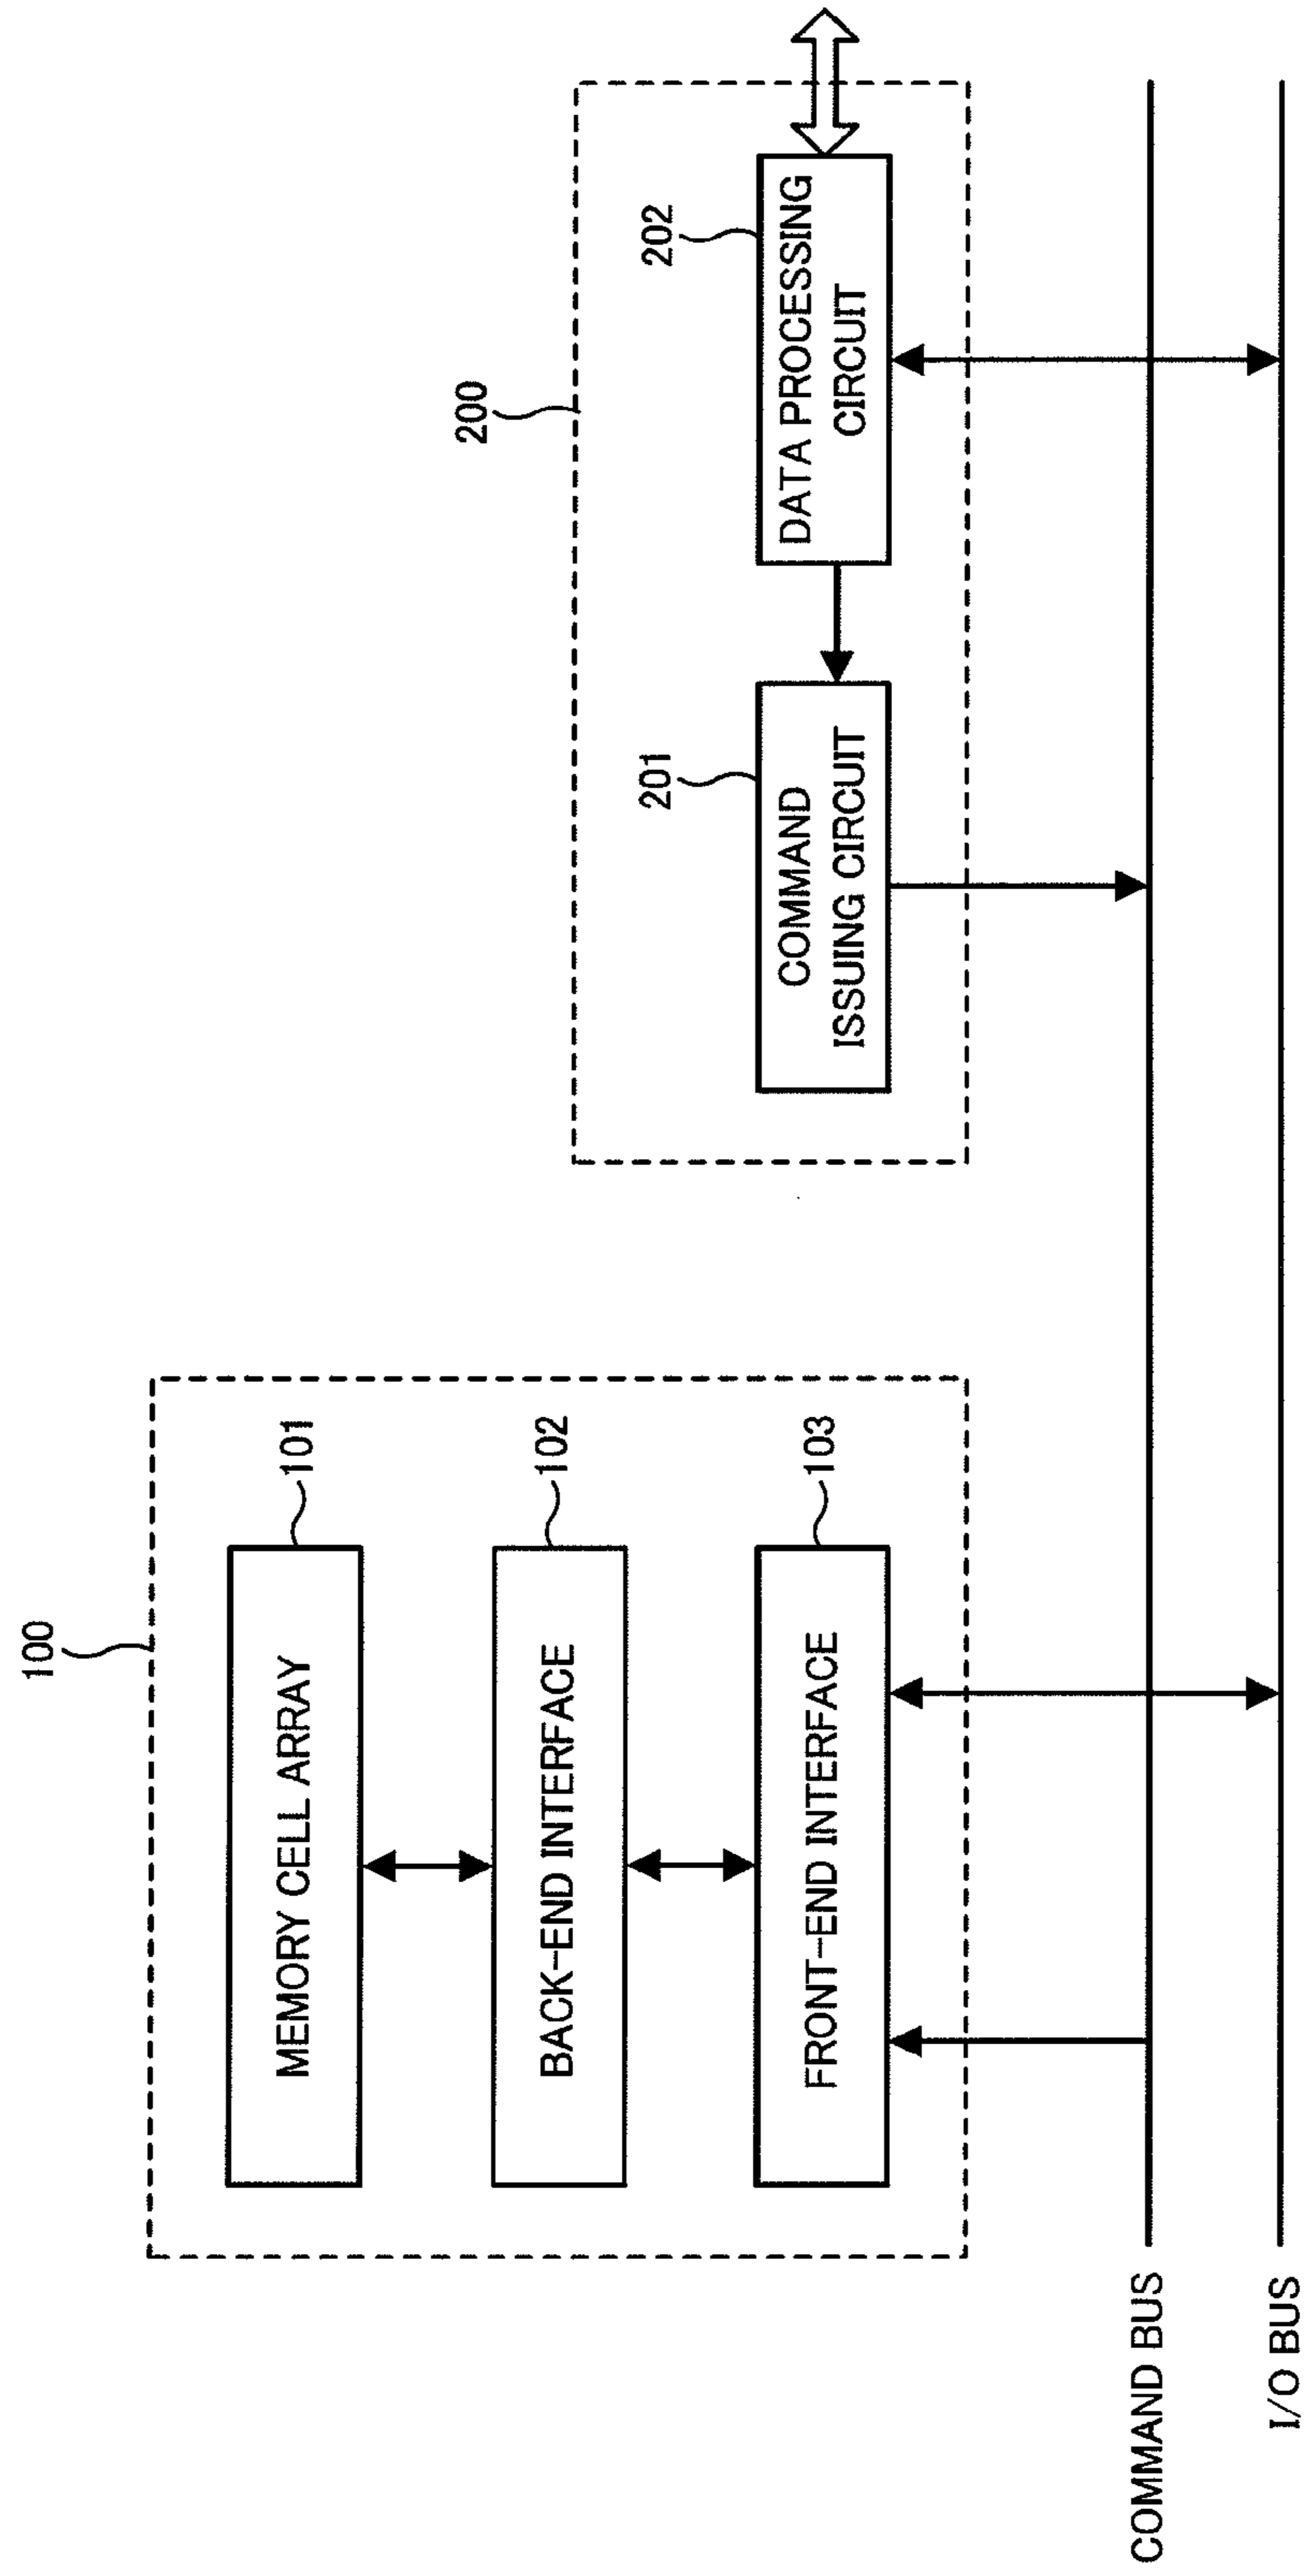 100
MEMORY CELL ARRAY
101
BACK-END INTERFACE
102
FRONT-END INTERFACE
103
200
COMMAND
ISSUING CIRCUIT
201
DATA PROCESSING
CIRCUIT
202
COMMAND BUS
I/O BUS